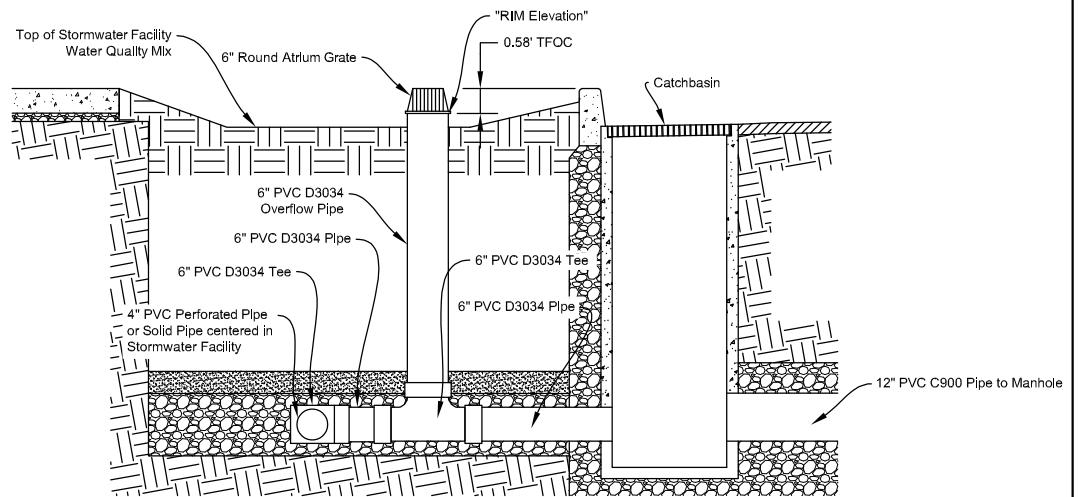 "RIM Elevation"
0.58' TFOC
Top of Stormwater Facility
Water Quality Mix
6" Round Atrium Grate
Catchbasin
6" PVC D3034
Overflow Pipe
6" PVC D3034 Pipe
6" PVC D3034 Tee
6" PVC D3034 Tee
6" PVC D3034 Pipe
4" PVC Perforated Pipe
or Solid Pipe centered in
Stormwater Facility
12" PVC C900 Pipe to Manhole